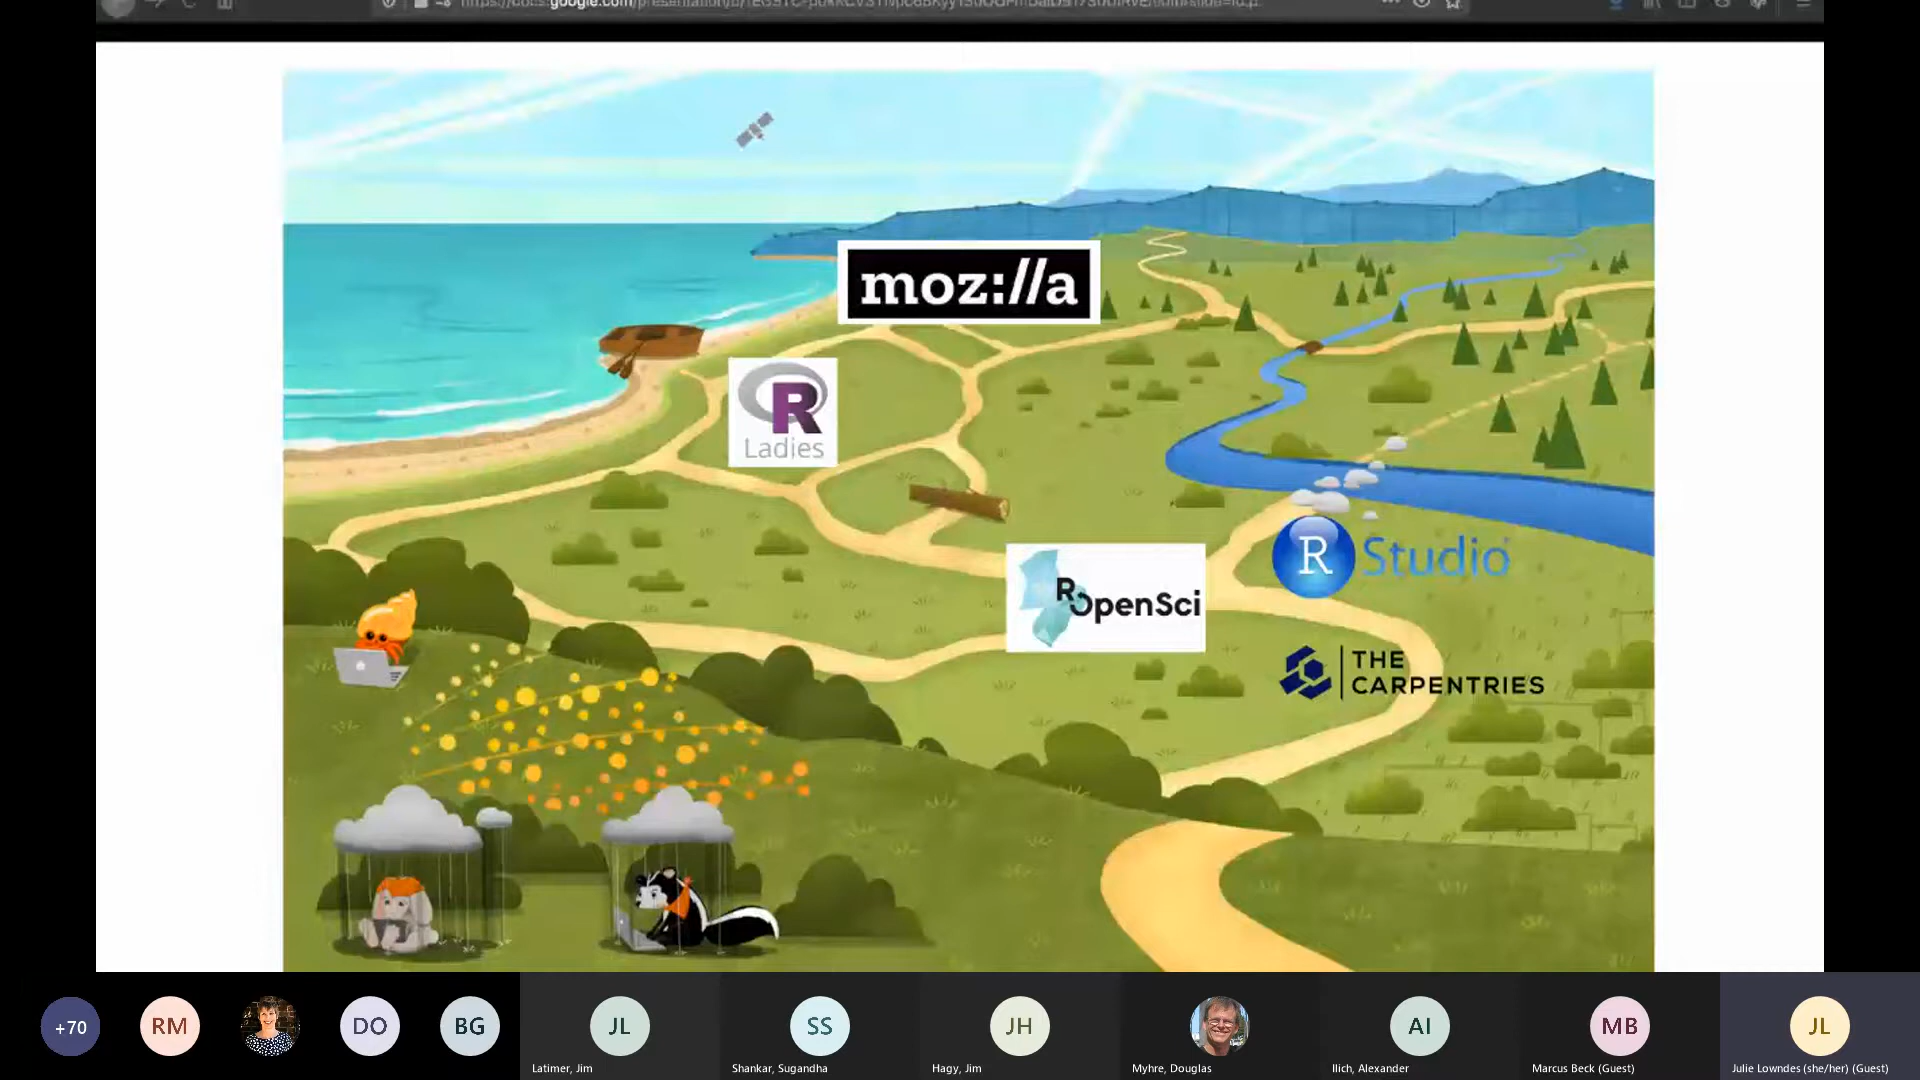 moz://a
R
Ladies
R
OpenSci
R Studio
THE
CARPENTRIES
+70
RM
DO
BG
JL
SS
JH
AI
MB
JL
Latimer, Jim
Shankar, Sugandha
Hagy, Jim
Myhre, Douglas
Ilich, Alexander
Marcus Beck (Guest)
Julie Lowndes (she/her) (Guest)